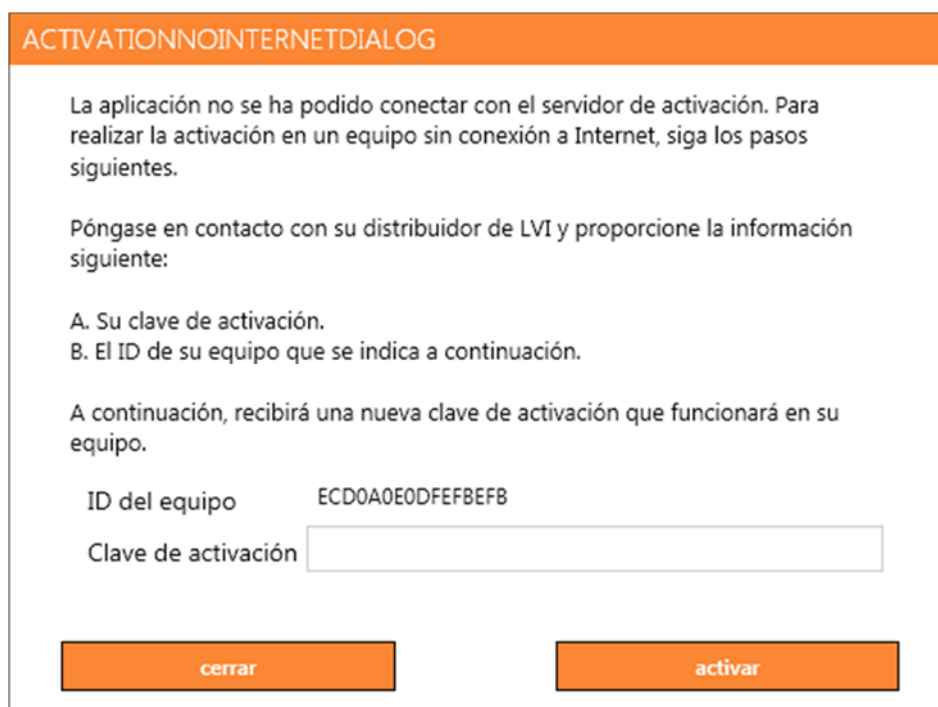 ACTIVATIONNOINTERNETDIALOG
La aplicación no se ha podido conectar con el servidor de activación. Para
realizar la activación en un equipo sin conexión a Internet, siga los pasos
siguientes.
Póngase en contacto con su distribuidor de LVI y proporcione la información
siguiente:
A. Su clave de activación.
B. El ID de su equipo que se indica a continuación.
A continuación, recibirá una nueva clave de activación que funcionará en su
equipo.
ID del equipo ECD0A0E0DFEFBEFB
Clave de activación
cerrar activar